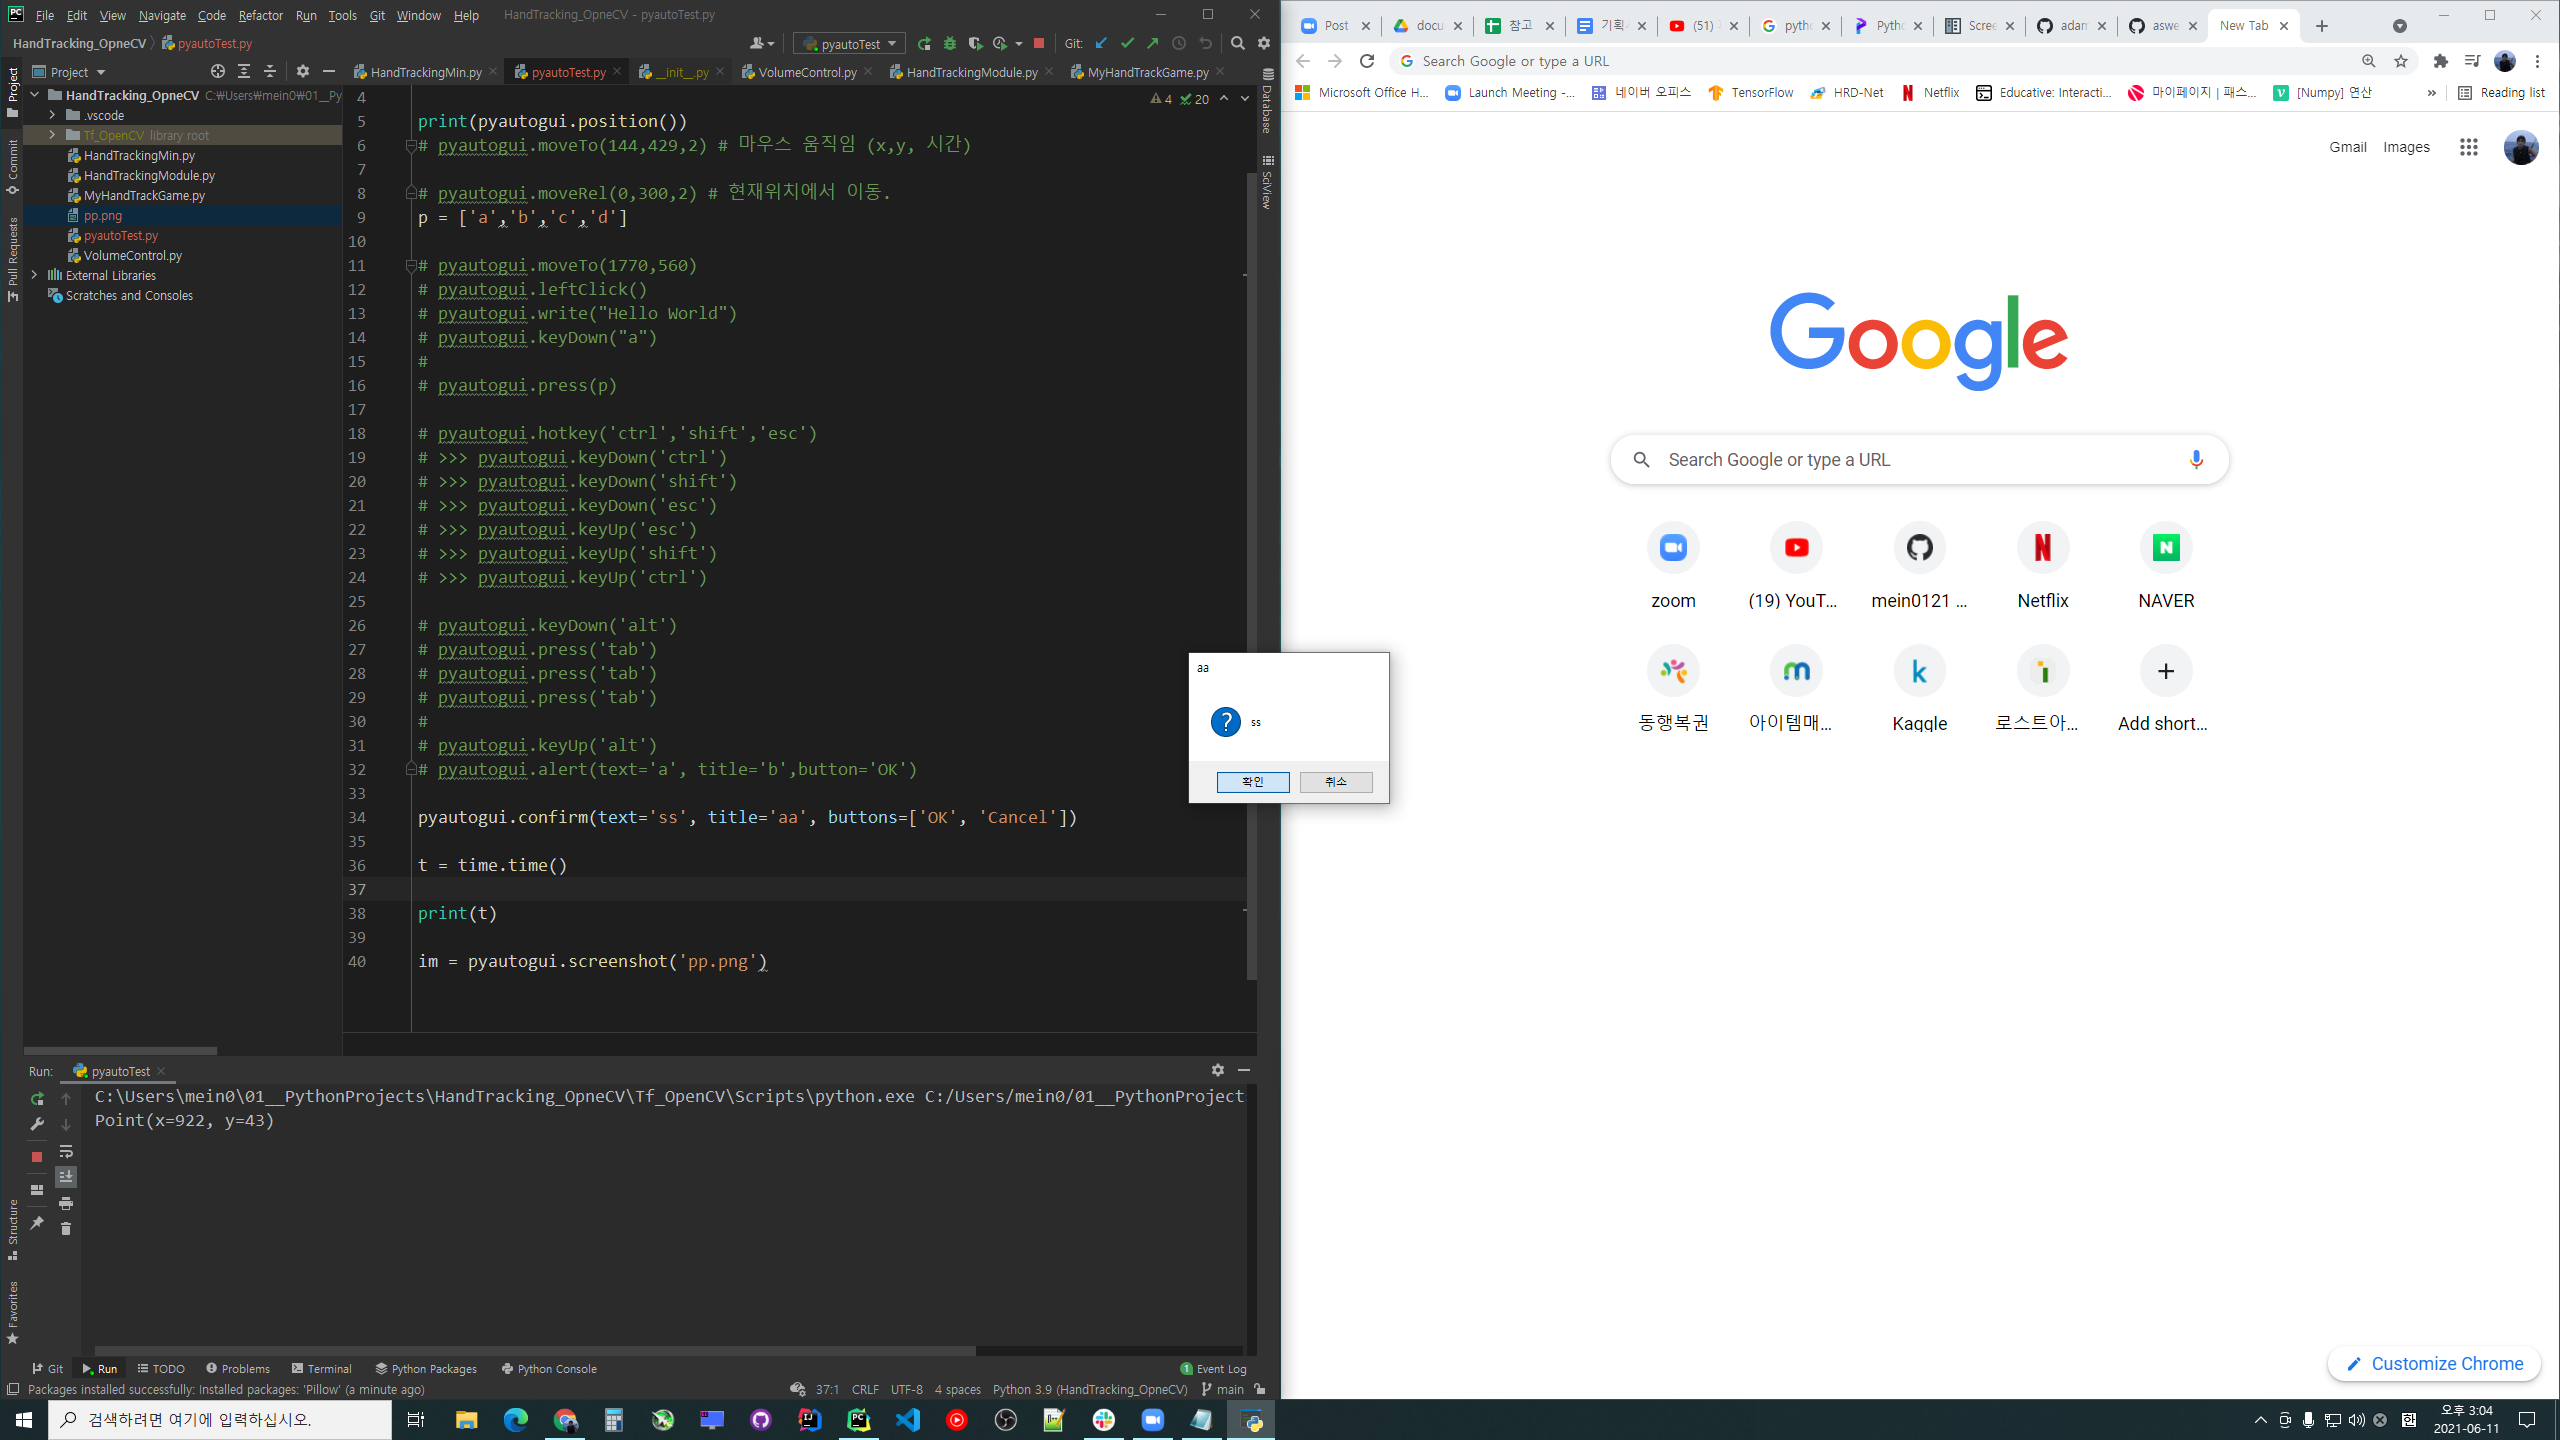 File Edit View Navigate Code Refactor Run Tools Git Window Help HandTracking_OpneCV - pyautoTest.py
HandTracking_OpneCV pyautoTest.py
pyautoTest Git:
Project
HandTrackingMin.py pyautoTest.py __init__.py VolumeControl.py HandTrackingModule.py MyHandTrackGame.py
HandTracking_OpneCV C:\Users\mein0\01__Py
.vscode
Tf_OpenCV library root
HandTrackingMin.py
HandTrackingModule.py
MyHandTrackGame.py
pp.png
pyautoTest.py
VolumeControl.py
External Libraries
Scratches and Consoles
Project
Commit
Pull Requests
Structure
Favorites
Database
SciView
4 20
4
5 print(pyautogui.position())
6 # pyautogui.moveTo(144,429,2) # 마우스 움직임 (x,y, 시간)
7
8 # pyautogui.moveRel(0,300,2) # 현재위치에서 이동.
9 p = ['a','b','c','d']
10
11 # pyautogui.moveTo(1770,560)
12 # pyautogui.leftClick()
13 # pyautogui.write("Hello World")
14 # pyautogui.keyDown("a")
15 #
16 # pyautogui.press(p)
17
18 # pyautogui.hotkey('ctrl','shift','esc')
19 # >>> pyautogui.keyDown('ctrl')
20 # >>> pyautogui.keyDown('shift')
21 # >>> pyautogui.keyDown('esc')
22 # >>> pyautogui.keyUp('esc')
23 # >>> pyautogui.keyUp('shift')
24 # >>> pyautogui.keyUp('ctrl')
25
26 # pyautogui.keyDown('alt')
27 # pyautogui.press('tab')
28 # pyautogui.press('tab')
29 # pyautogui.press('tab')
30 #
31 # pyautogui.keyUp('alt')
32 # pyautogui.alert(text='a', title='b',button='OK')
33
34 pyautogui.confirm(text='ss', title='aa', buttons=['OK', 'Cancel'])
35
36 t = time.time()
37
38 print(t)
39
40 im = pyautogui.screenshot('pp.png')
Run: pyautoTest
C:\Users\mein0\01__PythonProjects\HandTracking_OpneCV\Tf_OpenCV\Scripts\python.exe C:/Users/mein0/01__PythonProject
Point(x=922, y=43)
Git Run TODO Problems Terminal Python Packages Python Console 1 Event Log
Packages installed successfully: Installed packages: 'Pillow' (a minute ago) 37:1 CRLF UTF-8 4 spaces Python 3.9 (HandTracking_OpneCV) main
aa
ss
확인 취소
Post docu 참고 기획 (51) pytho Pytho Scree adam aswe New Tab
Search Google or type a URL
Microsoft Office H... Launch Meeting -... 네이버 오피스 TensorFlow HRD-Net Netflix Educative: Interacti... 마이페이지 | 패스... [Numpy] 연산 » Reading list
Gmail Images
Google
Search Google or type a URL
zoom (19) YouT... mein0121 ... Netflix NAVER
동행복권 아이템매... Kaggle 로스트아... Add short...
Customize Chrome
검색하려면 여기에 입력하십시오.
오후 3:04
2021-06-11